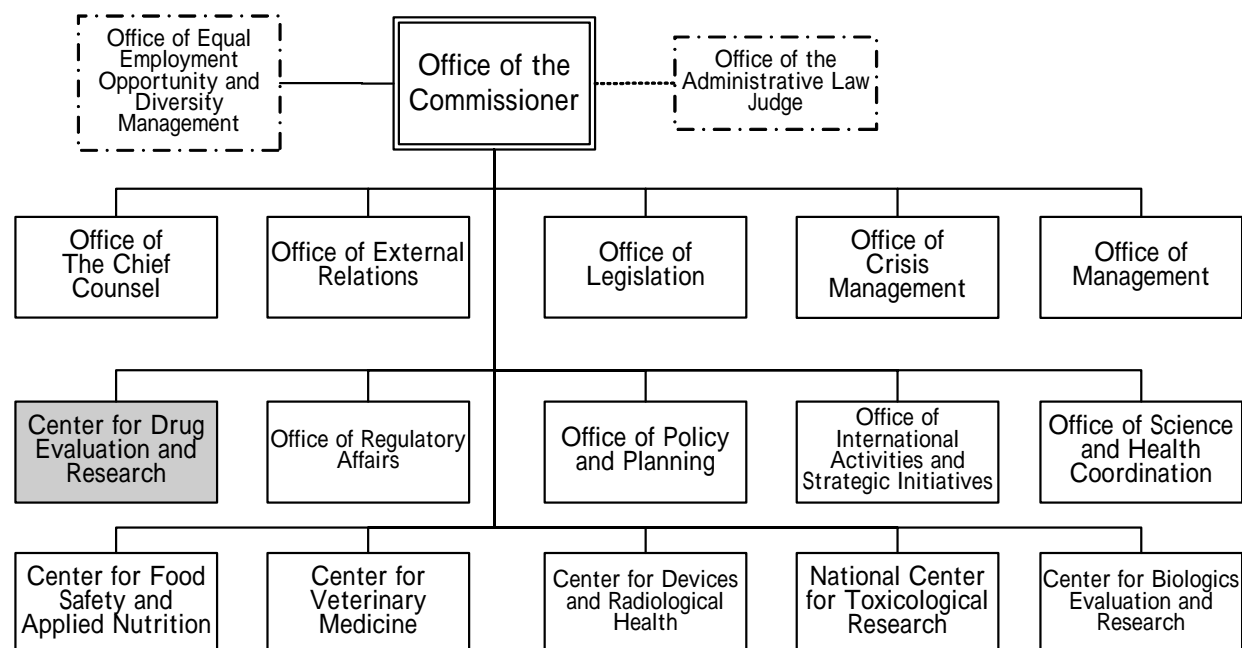 Office of Equal
Employment
Opportunity and
Diversity
Management
Office of the
Commissioner
Office of the
Administrative Law
Judge
Office of
The Chief
Counsel
Office of External
Relations
Office of
Legislation
Office of
Crisis
Management
Office of
of Management
Center for Drug
Evaluation and
Research
Office of Regulatory
Affairs
Office of Policy
and Planning
Office of
International
Activities and
Strategic Initiatives
Office of Science
and Health
Coordination
Center for Food
Safety and
Applied Nutrition
Center for
Veterinary
Medicine
Center for Devices
and Radiological
Health
National Center
for Toxicological
Research
Center for Biologics
Evaluation and
Research